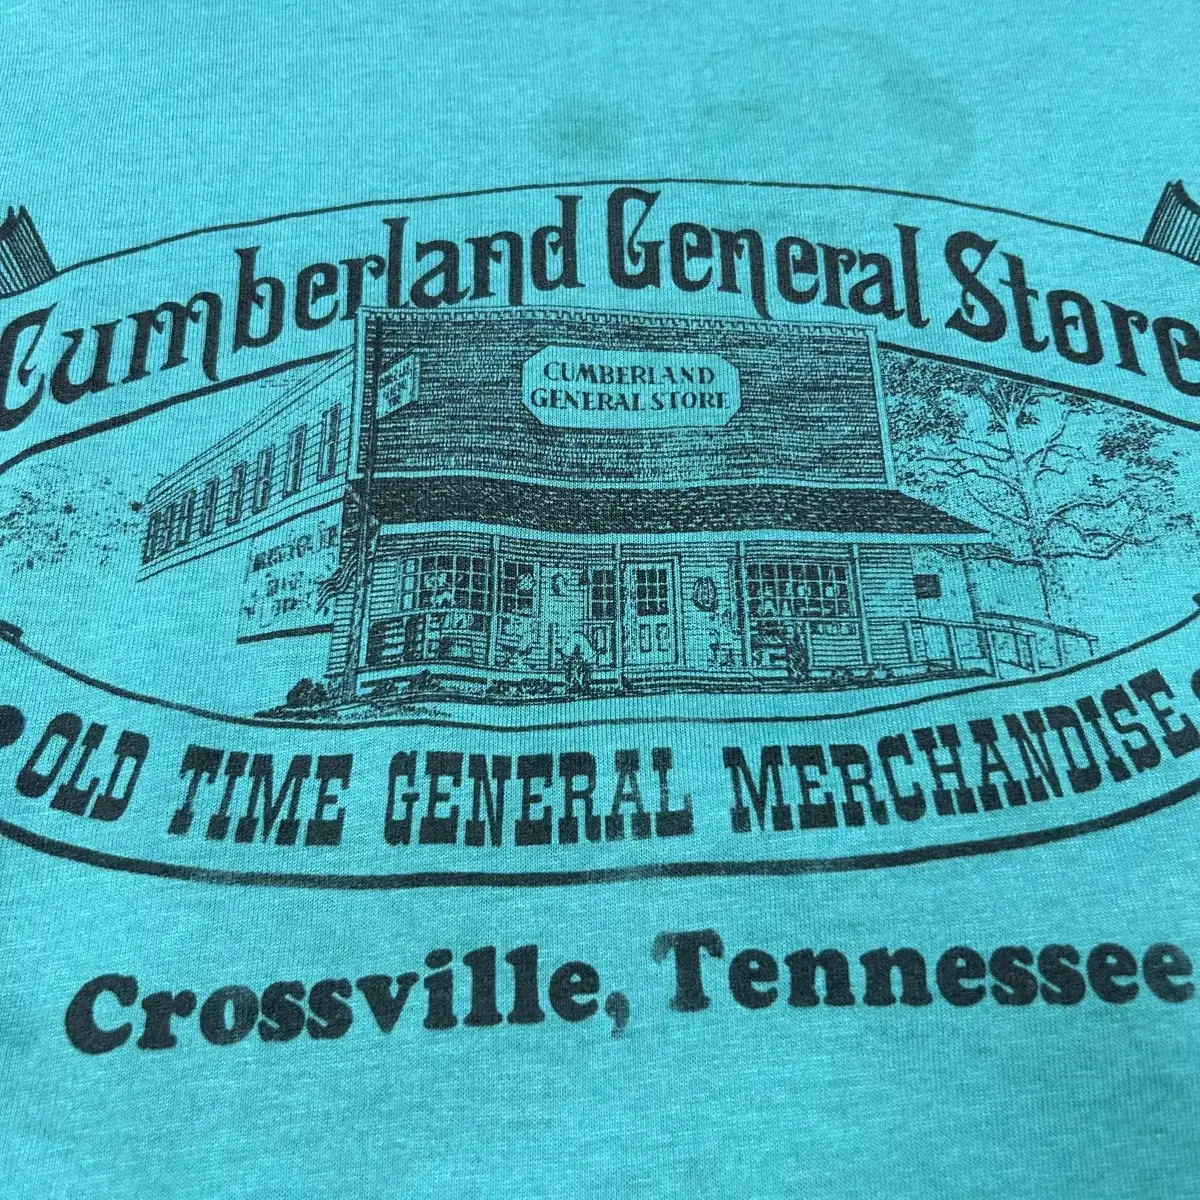 Cumberland General Store
CUMBERLAND
GENERAL STORE
OLD TIME GENERAL MERCHANDISE
Crossville, Tennessee